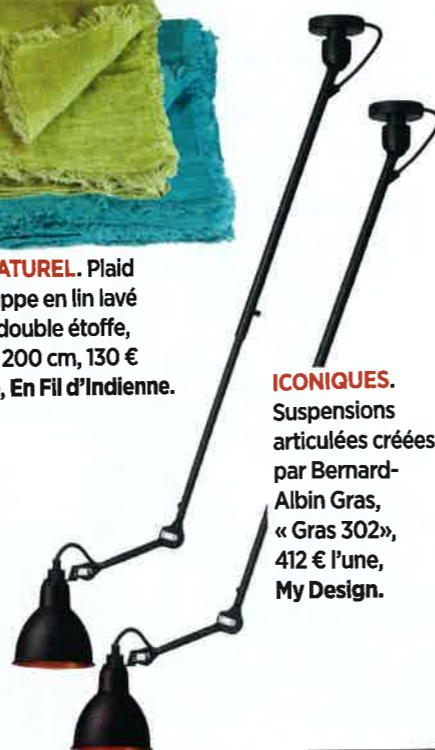 ATUREL. Plaid
ppe en lin lavé
double étoffe,
200 cm, 130 €
, En Fil d'Indienne.
ICONIQUES.
Suspensions
articulées créées
par Bernard-
Albin Gras,
« Gras 302»,
412 € l'une,
My Design.